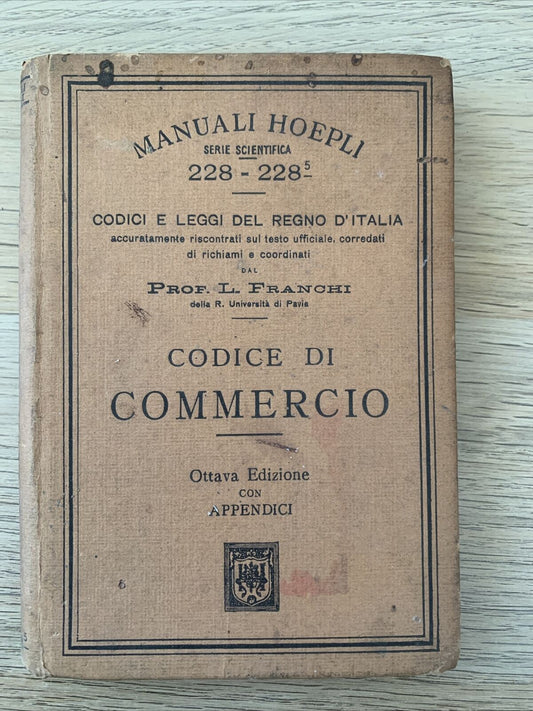 MANUALI HOEPLI
SERIE SCIENTIFICA
228 - 228⁵
CODICI E LEGGI DEL REGNO D'ITALIA
accuratamente riscontrati sul testo ufficiale, corredati
di richiami e coordinati
DAL
PROF. L. FRANCHI
della R. Università di Pavia
CODICE DI
COMMERCIO
Ottava Edizione
CON
APPENDICI